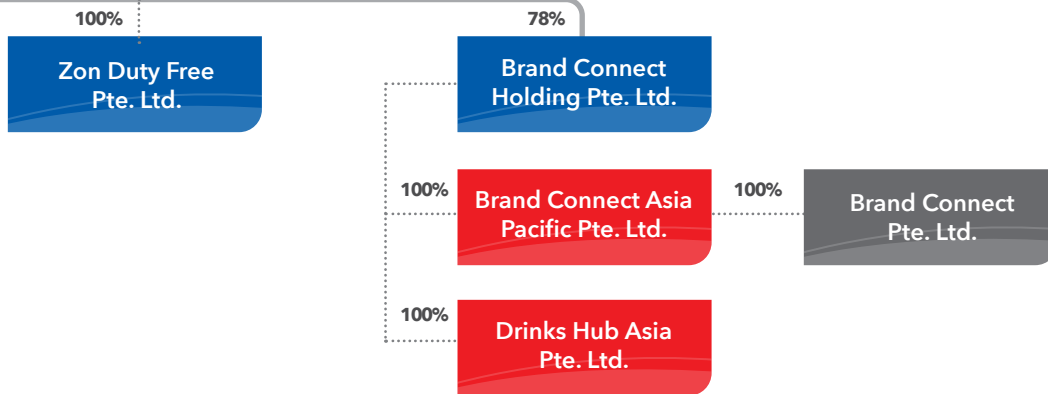 100%
78%
Zon Duty Free
Pte. Ltd.
Brand Connect
Holding Pte. Ltd.
100%
Brand Connect Asia
Pacific Pte. Ltd.
100%
Brand Connect
Pte. Ltd.
100%
Drinks Hub Asia
Pte. Ltd.